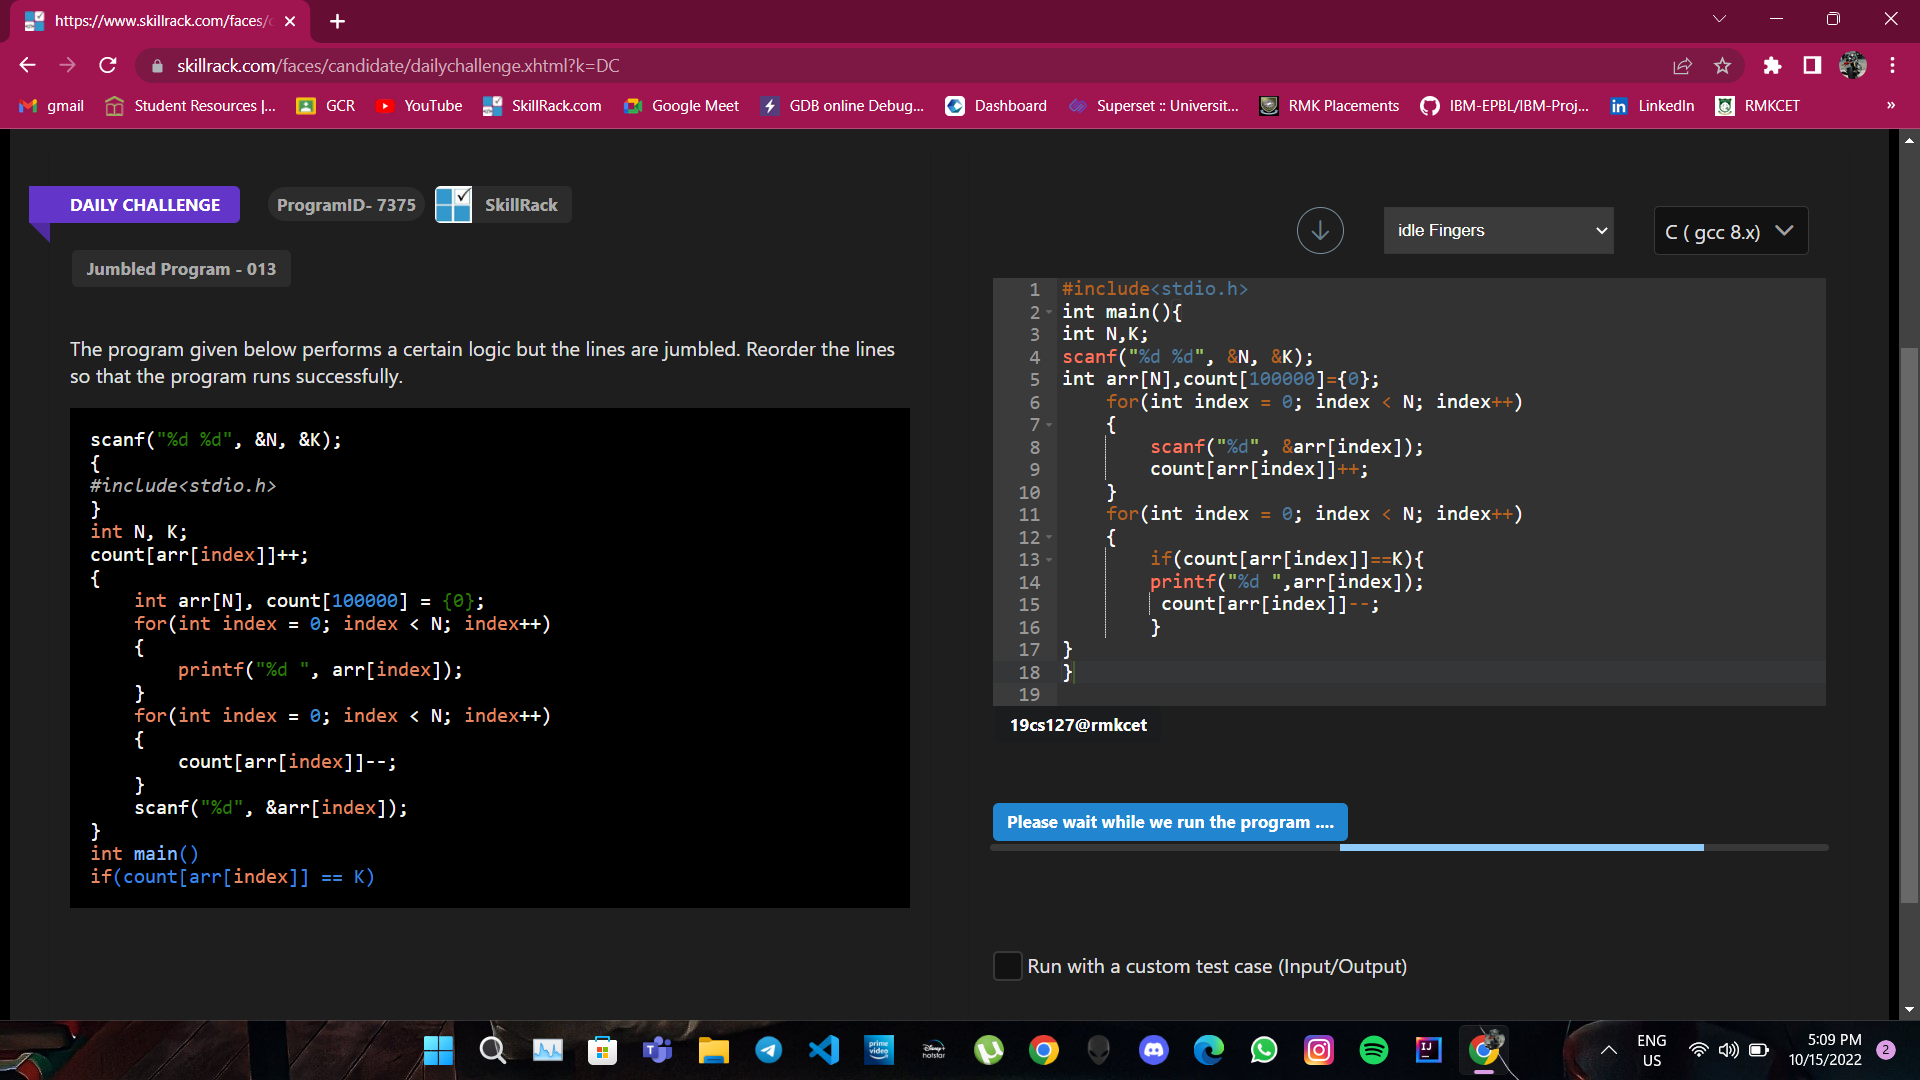 https://www.skillrack.com/faces/c
skillrack.com/faces/candidate/dailychallenge.xhtml?k=DC
gmail
Student Resources |...
GCR
YouTube
SkillRack.com
Google Meet
GDB online Debug...
Dashboard
Superset :: Universit...
RMK Placements
IBM-EPBL/IBM-Proj...
LinkedIn
RMKCET
»
DAILY CHALLENGE
ProgramID- 7375
SkillRack
Jumbled Program - 013
The program given below performs a certain logic but the lines are jumbled. Reorder the lines
so that the program runs successfully.
scanf("%d %d", &N, &K);
{
#include<stdio.h>
}
int N, K;
count[arr[index]]++;
{
int arr[N], count[100000] = {0};
for(int index = 0; index < N; index++)
{
printf("%d ", arr[index]);
}
for(int index = 0; index < N; index++)
{
count[arr[index]]--;
}
scanf("%d", &arr[index]);
}
int main()
if(count[arr[index]] == K)
idle Fingers
C ( gcc 8.x)
1 #include<stdio.h>
2 int main(){
3 int N,K;
4 scanf("%d %d", &N, &K);
5 int arr[N],count[100000]={0};
6 for(int index = 0; index < N; index++)
7 {
8 scanf("%d", &arr[index]);
9 count[arr[index]]++;
10 }
11 for(int index = 0; index < N; index++)
12 {
13 if(count[arr[index]]==K){
14 printf("%d ",arr[index]);
15 count[arr[index]]--;
16 }
17 }
18 }
19
19cs127@rmkcet
Please wait while we run the program ....
Run with a custom test case (Input/Output)
prime video
Disney+ hotstar
ENG
US
5:09 PM
10/15/2022
2